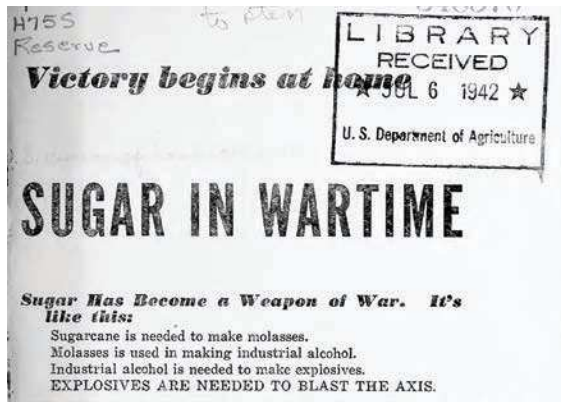 H75S
Reserve
Victory begins at home
LIBRARY
RECEIVED
★ JUL 6 1942 ★
U. S. Department of Agriculture
SUGAR IN WARTIME
Sugar Has Become a Weapon of War. It's
like this:
Sugarcane is needed to make molasses.
Molasses is used in making industrial alcohol.
Industrial alcohol is needed to make explosives.
EXPLOSIVES ARE NEEDED TO BLAST THE AXIS.